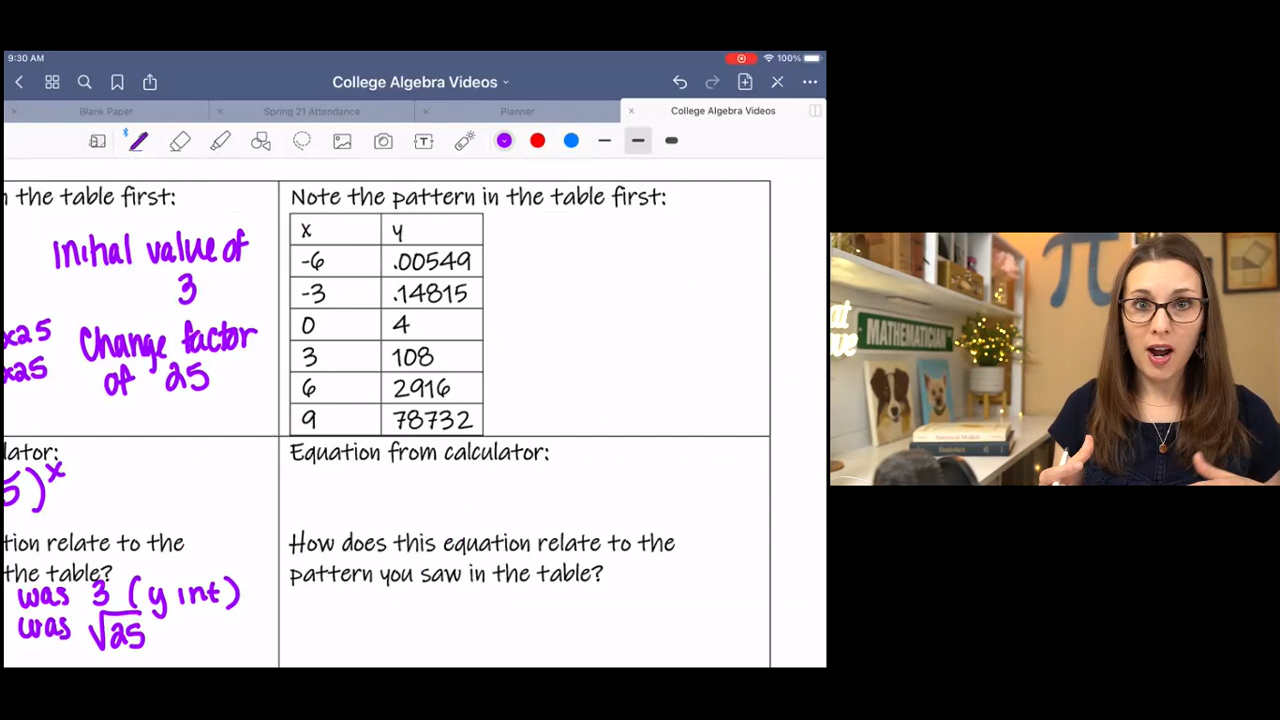 9:30 AM
100%
College Algebra Videos
Blank Paper
Spring 21 Attendance
Planner
College Algebra Videos
the table first:
Initial value of
3
x25
x25
Change factor
of 25
5)^x
relate to the
the table?
was 3 (y int)
was √25
Note the pattern in the table first:
x y
-6 .00549
-3 .14815
0 4
3 108
6 2916
9 78732
Equation from calculator:
How does this equation relate to the
pattern you saw in the table?
MATHEMATICIAN
π